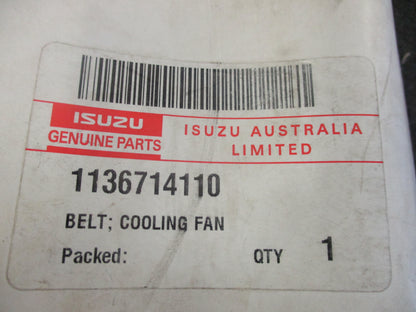 ISUZU
GENUINE PARTS
ISUZU AUSTRALIA
LIMITED
1136714110
BELT; COOLING FAN
Packed:
QTY 1